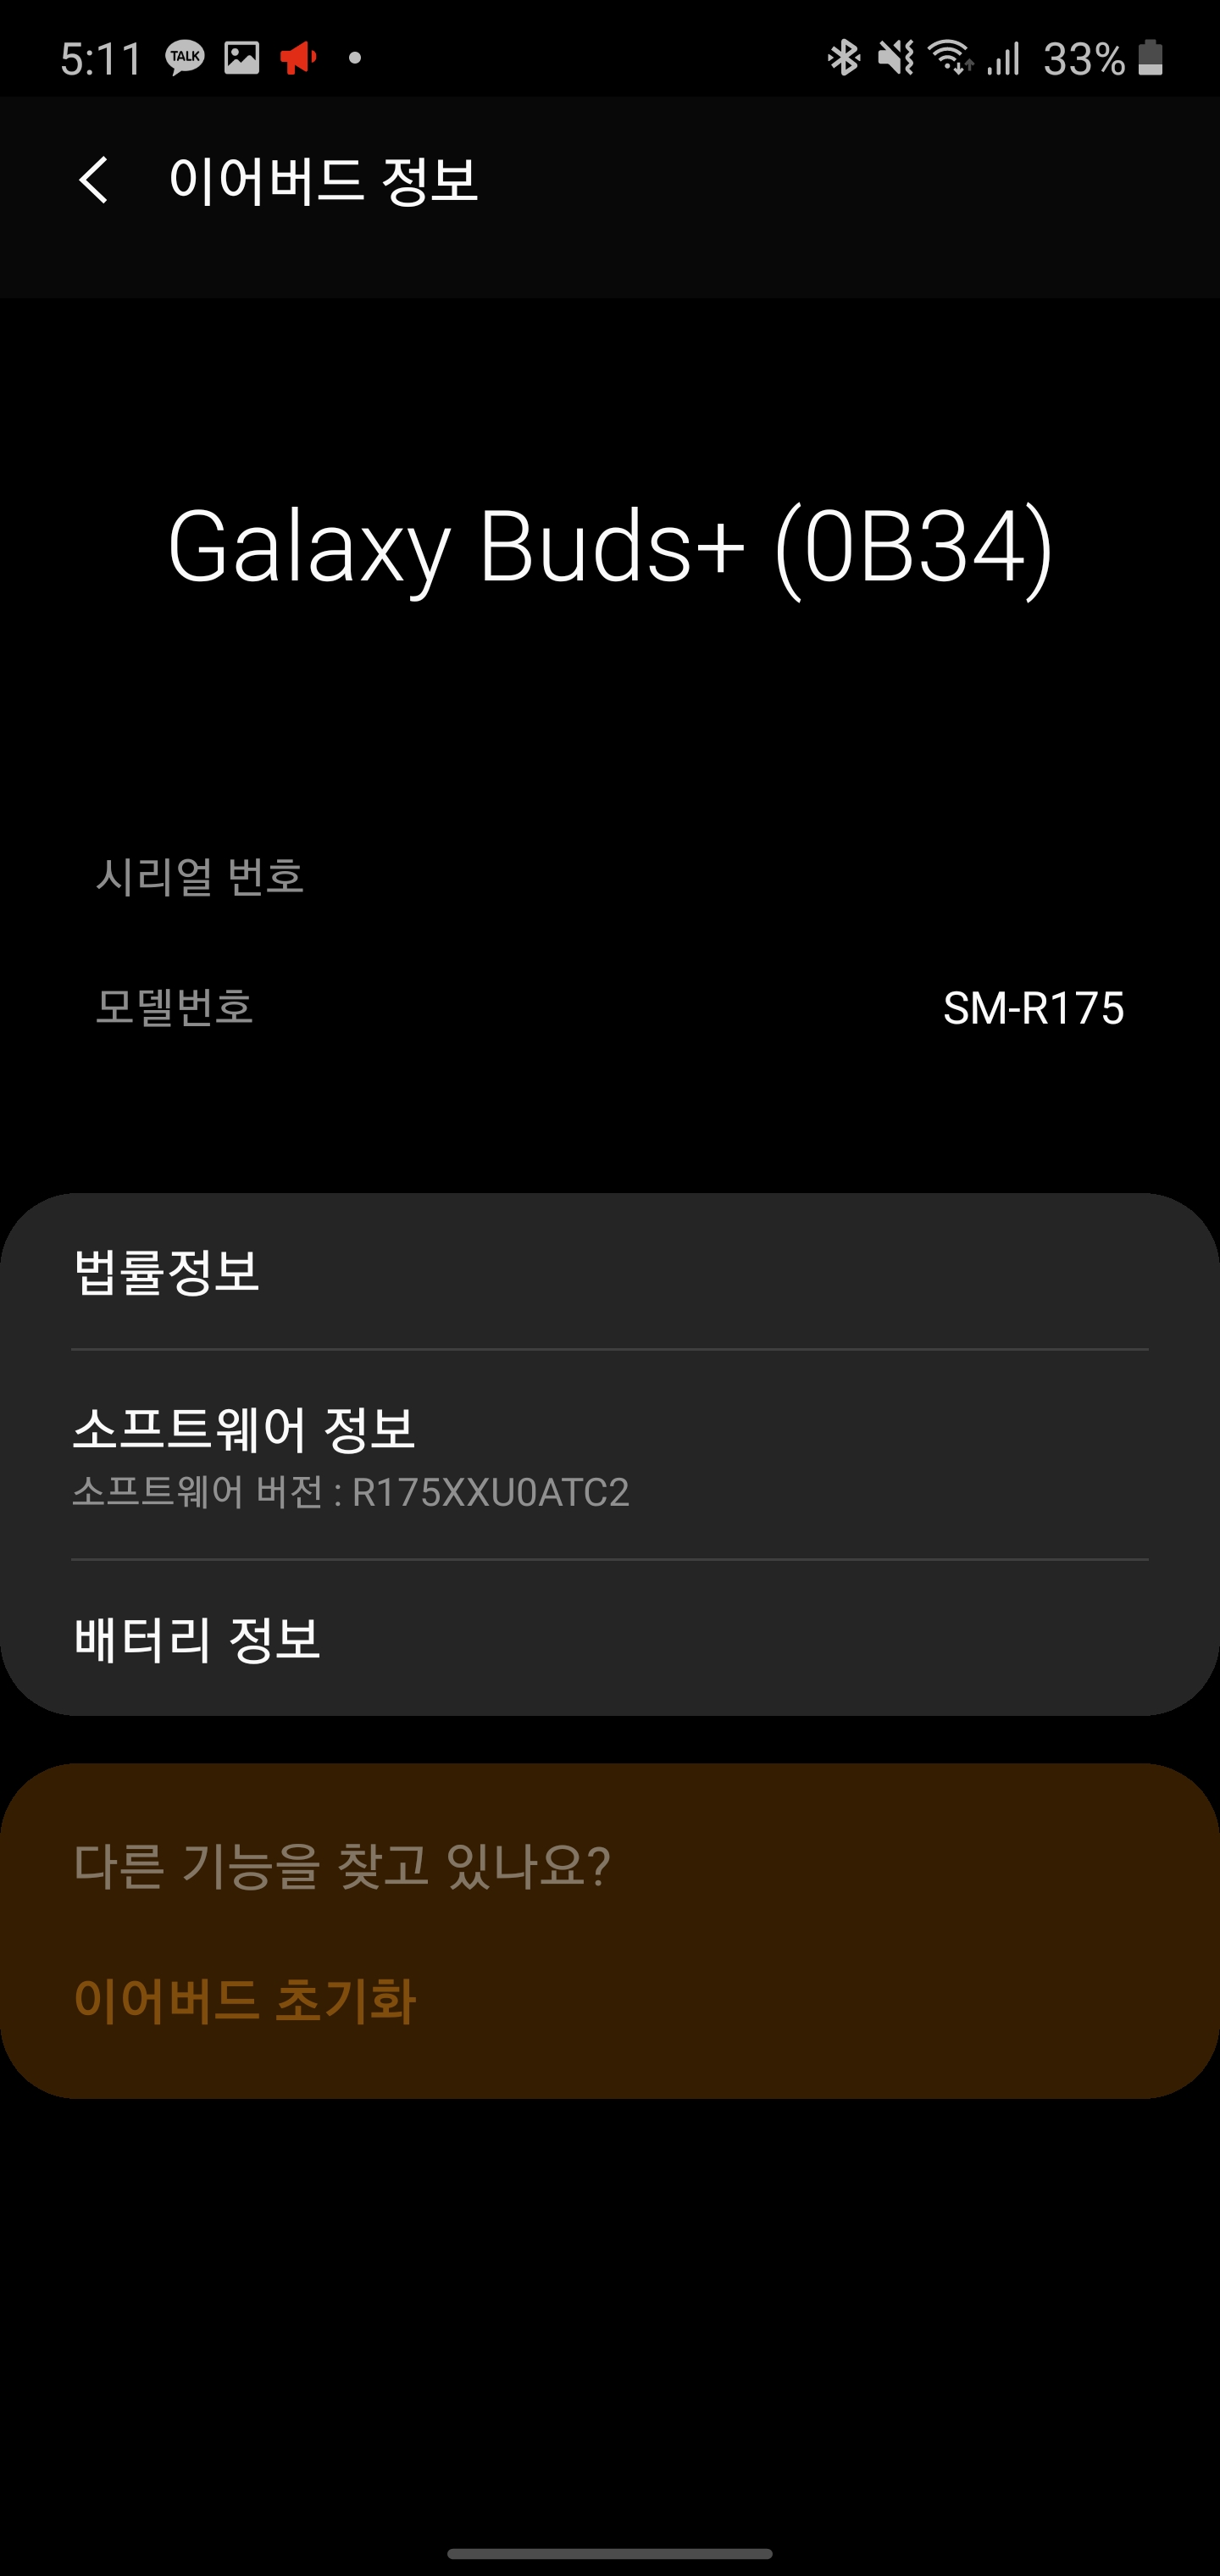 5:11 TALK 33%
이어버드 정보
Galaxy Buds+ (0B34)
시리얼 번호
모델번호 SM-R175
법률정보
소프트웨어 정보
소프트웨어 버전 : R175XXU0ATC2
배터리 정보
다른 기능을 찾고 있나요?
이어버드 초기화